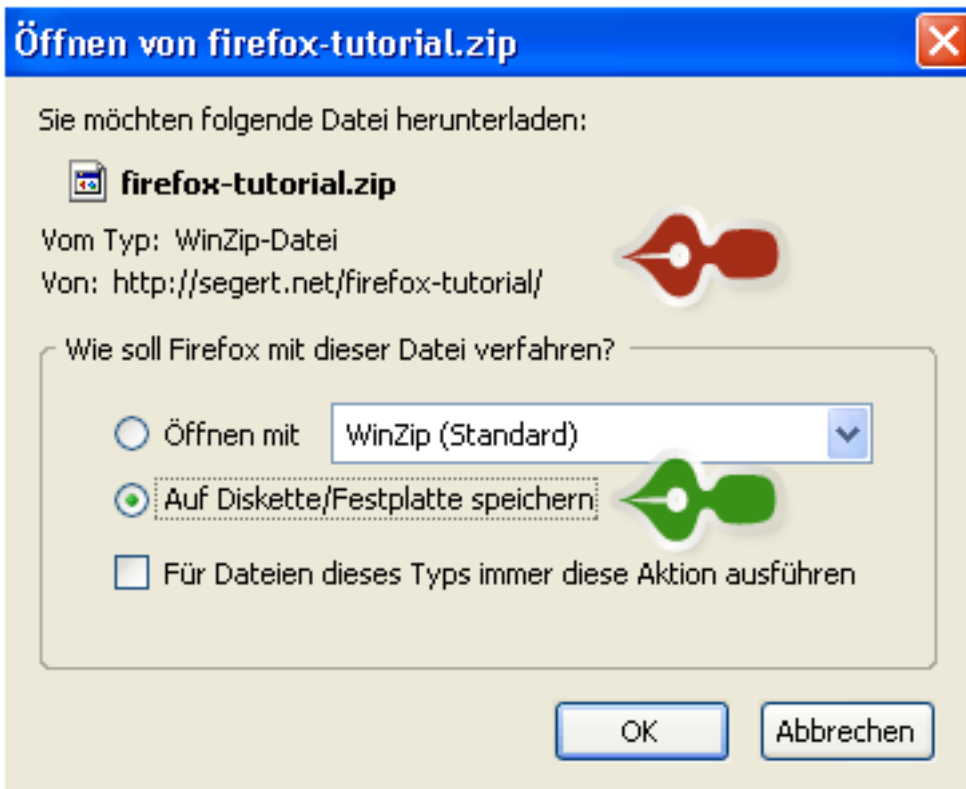 Öffnen von firefox-tutorial.zip
Sie möchten folgende Datei herunterladen:
firefox-tutorial.zip
Vom Typ: WinZip-Datei
Von: http://segert.net/firefox-tutorial/
Wie soll Firefox mit dieser Datei verfahren?
Öffnen mit WinZip (Standard)
Auf Diskette/Festplatte speichern
Für Dateien dieses Typs immer diese Aktion ausführen
OK Abbrechen